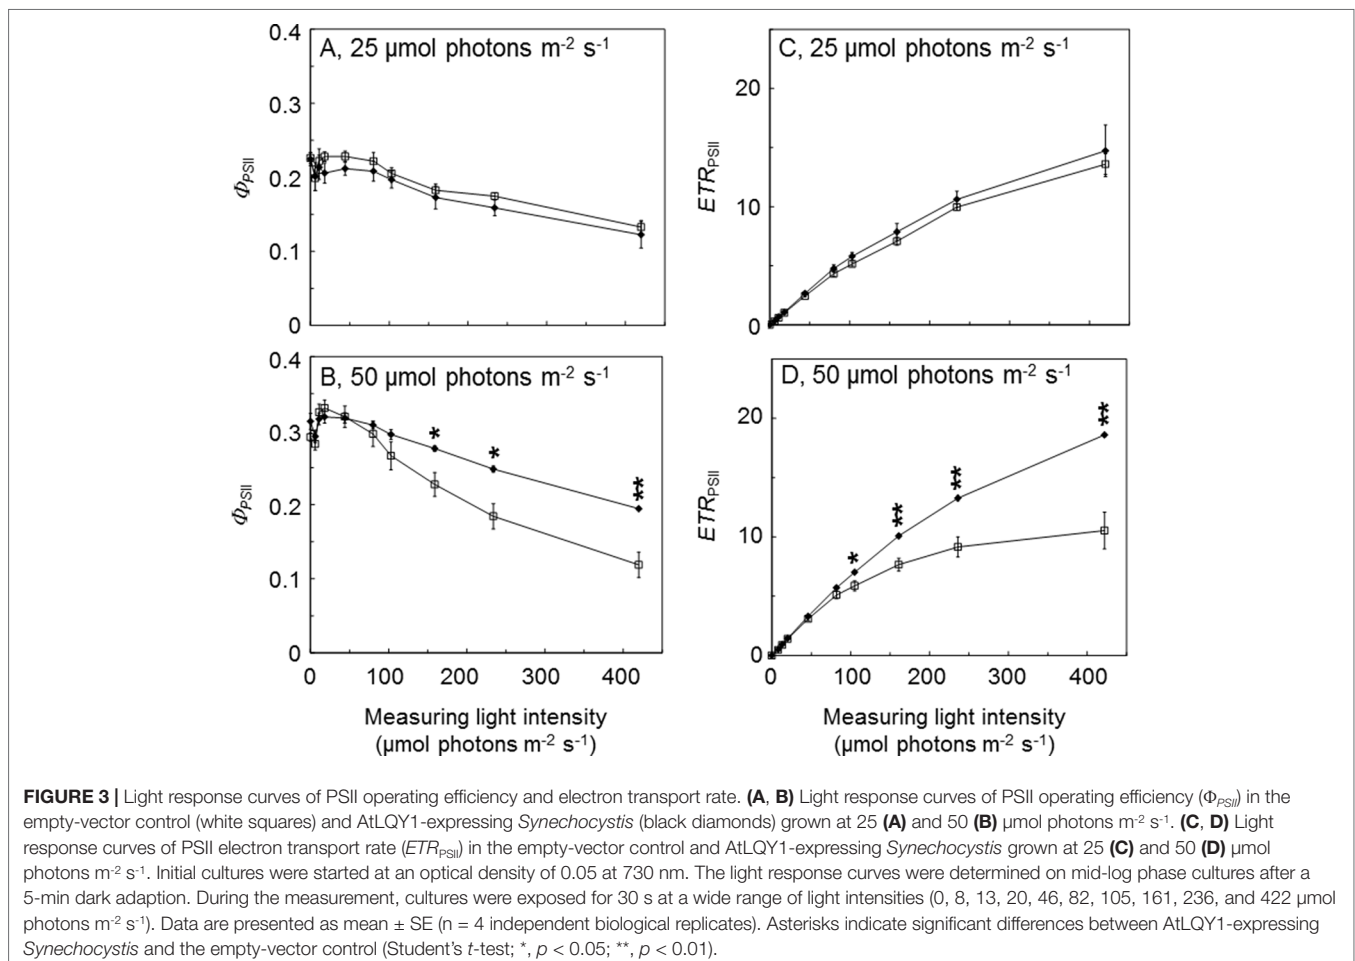 A, 25 µmol photons m-2 s-1
0.4
0.3
0.2
0.1
0
ΦPSII
C, 25 µmol photons m-2 s-1
20
10
0
ETRPSII
B, 50 µmol photons m-2 s-1
0.4
0.3
0.2
0.1
0
ΦPSII
* * **
0 100 200 300 400
Measuring light intensity
(µmol photons m-2 s-1)
D, 50 µmol photons m-2 s-1
20
10
0
ETRPSII
* ** ** **
0 100 200 300 400
Measuring light intensity
(µmol photons m-2 s-1)
FIGURE 3 | Light response curves of PSII operating efficiency and electron transport rate. (A, B) Light response curves of PSII operating efficiency (ΦPSII) in the
empty-vector control (white squares) and AtLQY1-expressing Synechocystis (black diamonds) grown at 25 (A) and 50 (B) µmol photons m−2 s−1. (C, D) Light
response curves of PSII electron transport rate (ETRPSII) in the empty-vector control and AtLQY1-expressing Synechocystis grown at 25 (C) and 50 (D) µmol
photons m−2 s−1. Initial cultures were started at an optical density of 0.05 at 730 nm. The light response curves were determined on mid-log phase cultures after a
5-min dark adaption. During the measurement, cultures were exposed for 30 s at a wide range of light intensities (0, 8, 13, 20, 46, 82, 105, 161, 236, and 422 µmol
photons m−2 s−1). Data are presented as mean ± SE (n = 4 independent biological replicates). Asterisks indicate significant differences between AtLQY1-expressing
Synechocystis and the empty-vector control (Student's t-test; *, p < 0.05; **, p < 0.01).